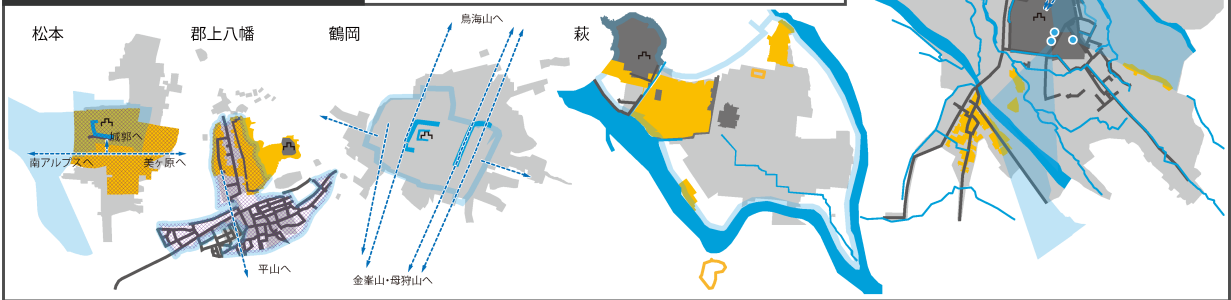 松本
郡上八幡
鶴岡
鳥海山へ
萩
城郭へ
南アルプスへ
美ヶ原へ
平山へ
金峯山・母狩山へ